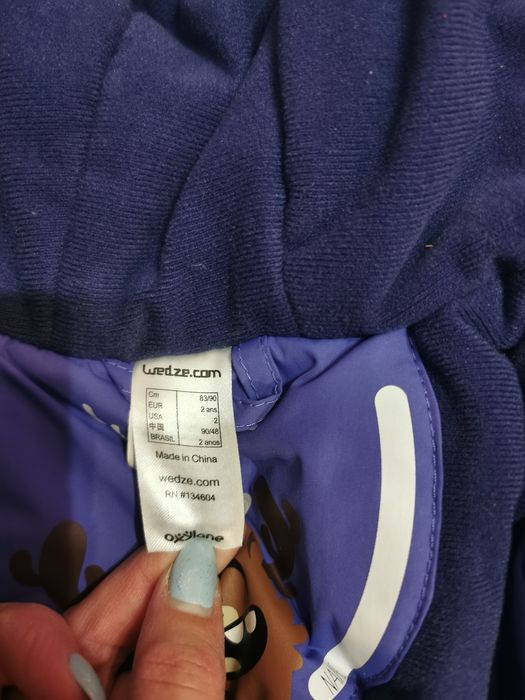 wedze.com
Cm 83/90
EUR 2 ans
USA 2
中国 90/48
BRASIL 2 anos
Made in China
wedze.com
RN #134604
oxylane